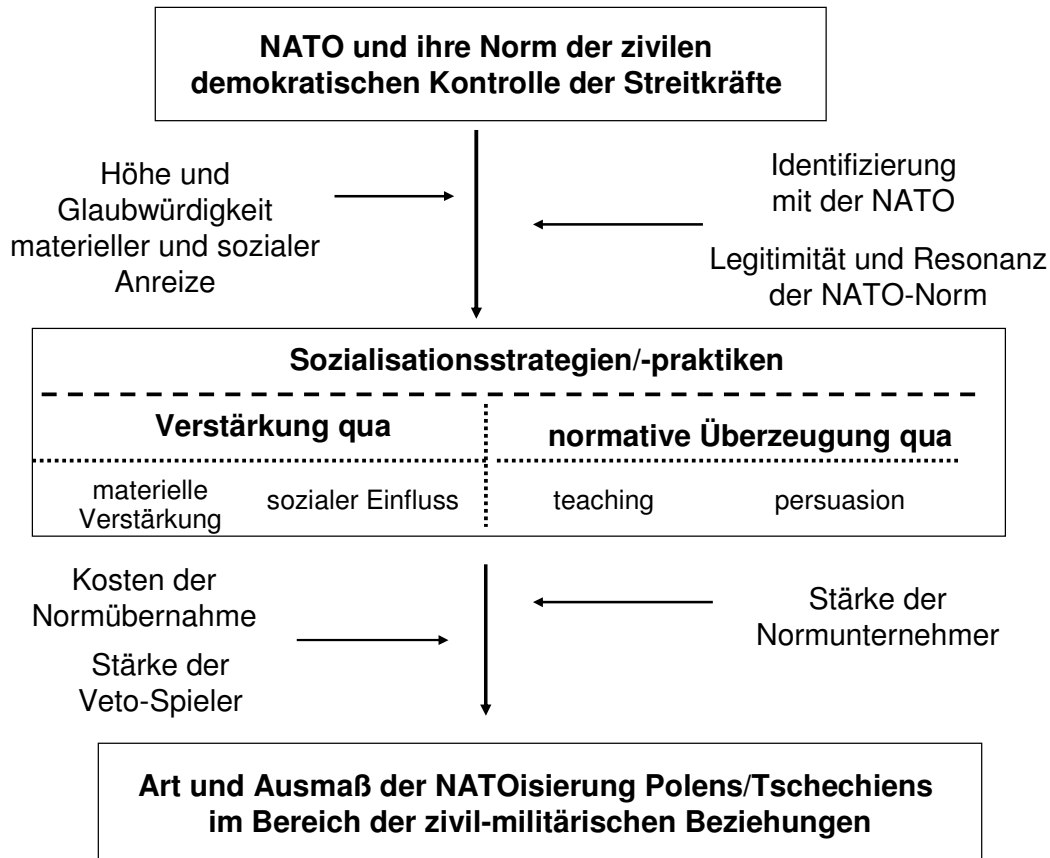 NATO und ihre Norm der zivilen
demokratischen Kontrolle der Streitkräfte
Höhe und
Glaubwürdigkeit
materieller und sozialer
Anreize
Identifizierung
mit der NATO
Legitimität und Resonanz
der NATO-Norm
Sozialisationsstrategien/-praktiken
Verstärkung qua
normative Überzeugung qua
materielle
Verstärkung
sozialer Einfluss
teaching
persuasion
Kosten der
Normübernahme
Stärke der
Veto-Spieler
Stärke der
Normunternehmer
Art und Ausmaß der NATOisierung Polens/Tschechiens
im Bereich der zivil-militärischen Beziehungen